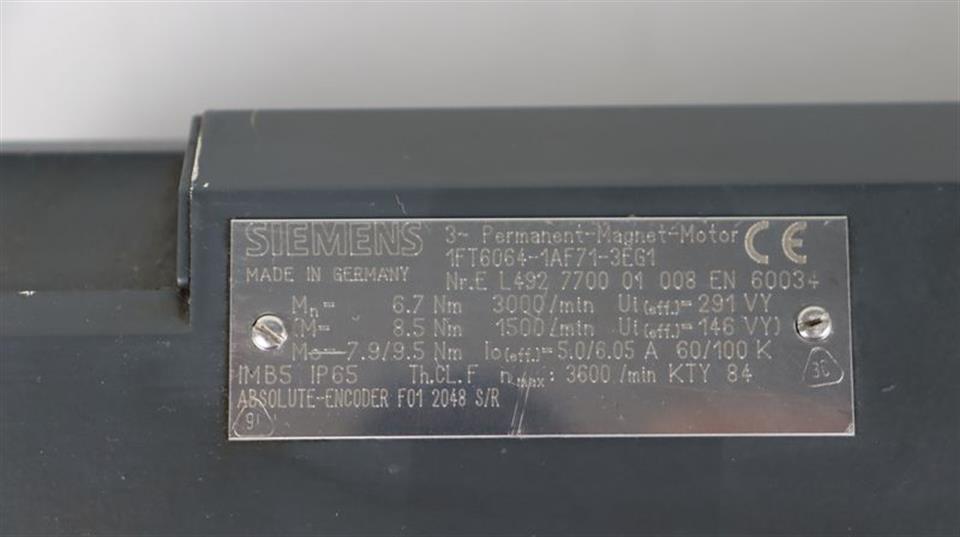 SIEMENS 3~ Permanent-Magnet-Motor CE
1FT6064-1AF71-3EG1
MADE IN GERMANY Nr.E L492 7700 01 008 EN 60034
Mn= 6.7 Nm 3000/min Ui(eff.)=291 VY
(M= 8.5 Nm 1500/min Ui(eff.)=146 VY)
Mo=7.9/9.5 Nm Io(eff.)=5.0/6.05 A 60/100 K
IMB5 IP65 Th.CL.F nmax: 3600 /min KTY 84
3C
ABSOLUTE-ENCODER F01 2048 S/R